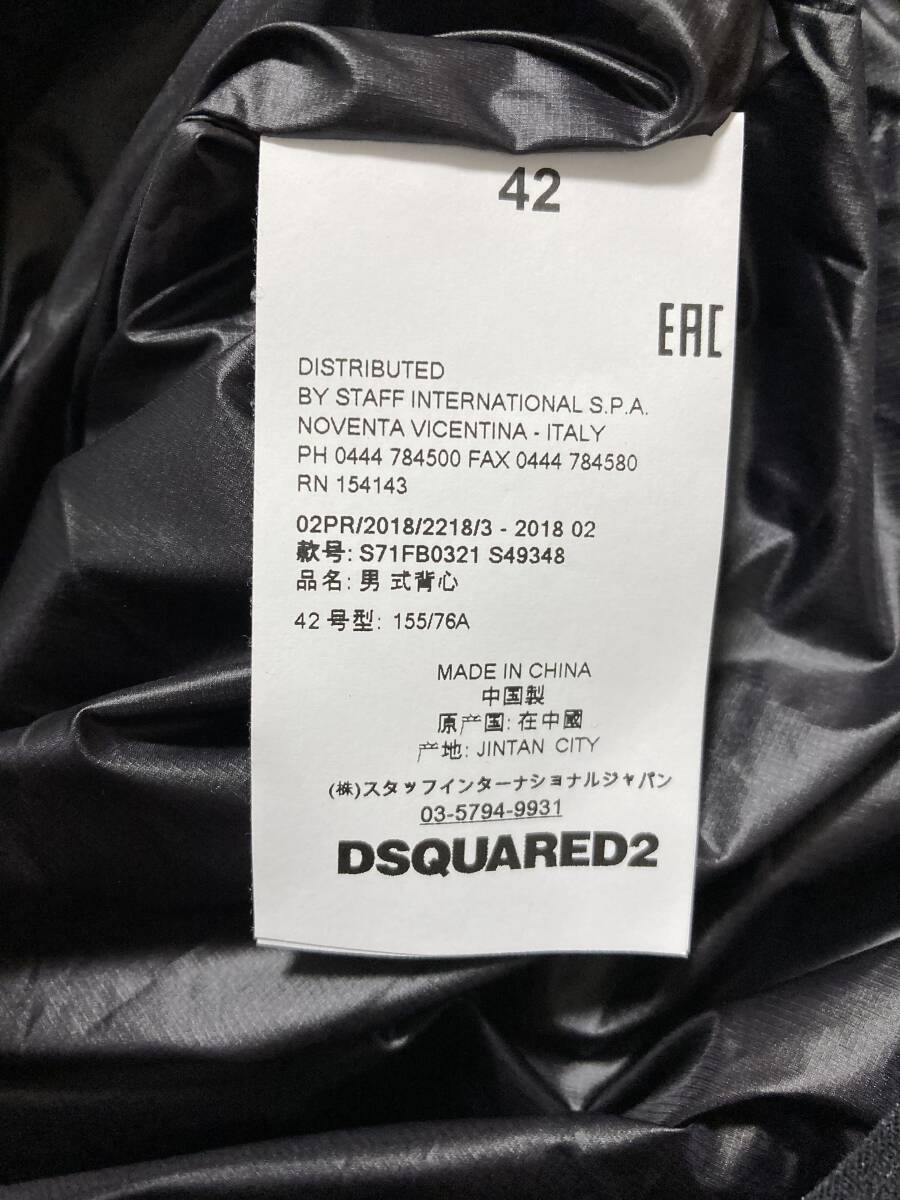 42
EAC
DISTRIBUTED
BY STAFF INTERNATIONAL S.P.A.
NOVENTA VICENTINA - ITALY
PH 0444 784500 FAX 0444 784580
RN 154143
02PR/2018/2218/3 - 2018 02
款号: S71FB0321 S49348
品名: 男 式背心
42 号型: 155/76A
MADE IN CHINA
中国製
原产国: 在中國
产地: JINTAN CITY
(株)スタッフインターナショナルジャパン
03-5794-9931
DSQUARED2